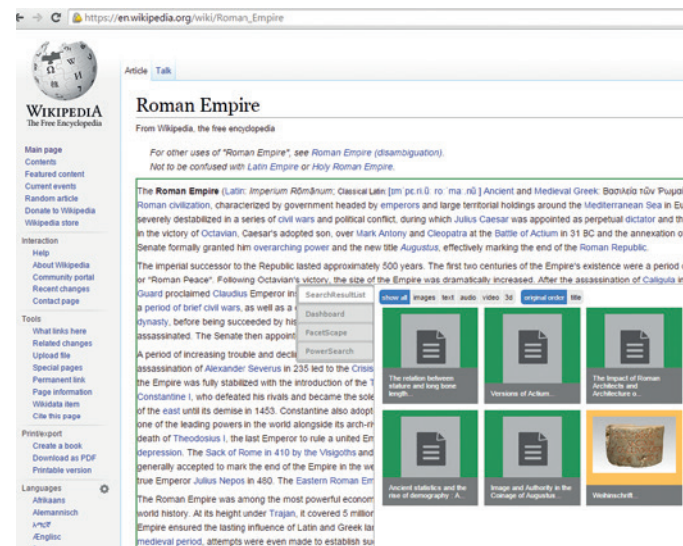 https://en.wikipedia.org/wiki/Roman_Empire
WIKIPEDIA
The Free Encyclopedia
Main page
Contents
Featured content
Current events
Random article
Donate to Wikipedia
Wikipedia store
Interaction
Help
About Wikipedia
Community portal
Recent changes
Contact page
Tools
What links here
Related changes
Upload file
Special pages
Permanent link
Page information
Wikidata item
Cite this page
Print/export
Create a book
Download as PDF
Printable version
Languages
Afrikaans
Alemannisch
አማርኛ
Ænglisc
Article Talk
Roman Empire
From Wikipedia, the free encyclopedia
For other uses of "Roman Empire", see Roman Empire (disambiguation).
Not to be confused with Latin Empire or Holy Roman Empire.
The Roman Empire (Latin: Imperium Rōmānum; Classical Latin: Ancient and Medieval Greek: Βασιλεία τῶν
Roman civilization, characterized by government headed by emperors and large territorial holdings around the Mediterranean Sea in
severely destabilized in a series of civil wars and political conflict, during which Julius Caesar was appointed as perpetual dictator and
in the victory of Octavian, Caesar's adopted son, over Mark Antony and Cleopatra at the Battle of Actium in 31 BC and the annexation o
Senate formally granted him overarching power and the new title Augustus, effectively marking the end of the Roman Republic.
The imperial successor to the Republic lasted approximately 500 years. The first two centuries of the Empire's existence were a period
or "Roman Peace". Following Octavian's victory, the size of the Empire was dramatically increased. After the assassination of Caligula
Guard proclaimed Claudius Emperor in
a period of brief civil wars, as well as a
dynasty, before being succeeded by his
assassinated. The Senate then appoint
A period of increasing trouble and decli
assassination of Alexander Severus in 235 led to the Crisis
the Empire was fully stabilized with the introduction of the
Constantine I, who defeated his rivals and became the sole
of the east until its demise in 1453. Constantine also adopt
one of the leading powers in the world alongside its arch-ri
death of Theodosius I, the last Emperor to rule a united Em
depression. The Sack of Rome in 410 by the Visigoths and
generally accepted to mark the end of the Empire in the we
true Emperor Julius Nepos in 480. The Eastern Roman Em
The Roman Empire was among the most powerful econom
world history. At its height under Trajan, it covered 5 million
Empire ensured the lasting influence of Latin and Greek la
medieval period, attempts were even made to establish su
SearchResultList
Dashboard
FacetScape
PowerSearch
show all images text audio video 3d original order title
The relation between
stature and long bone
length...
Versions of Actium...
The Impact of Roman
Architects and
Architecture o...
Ancient statistics and the
rise of demography : A...
Image and Authority in the
Coinage of Augustus...
Weihinschrift...